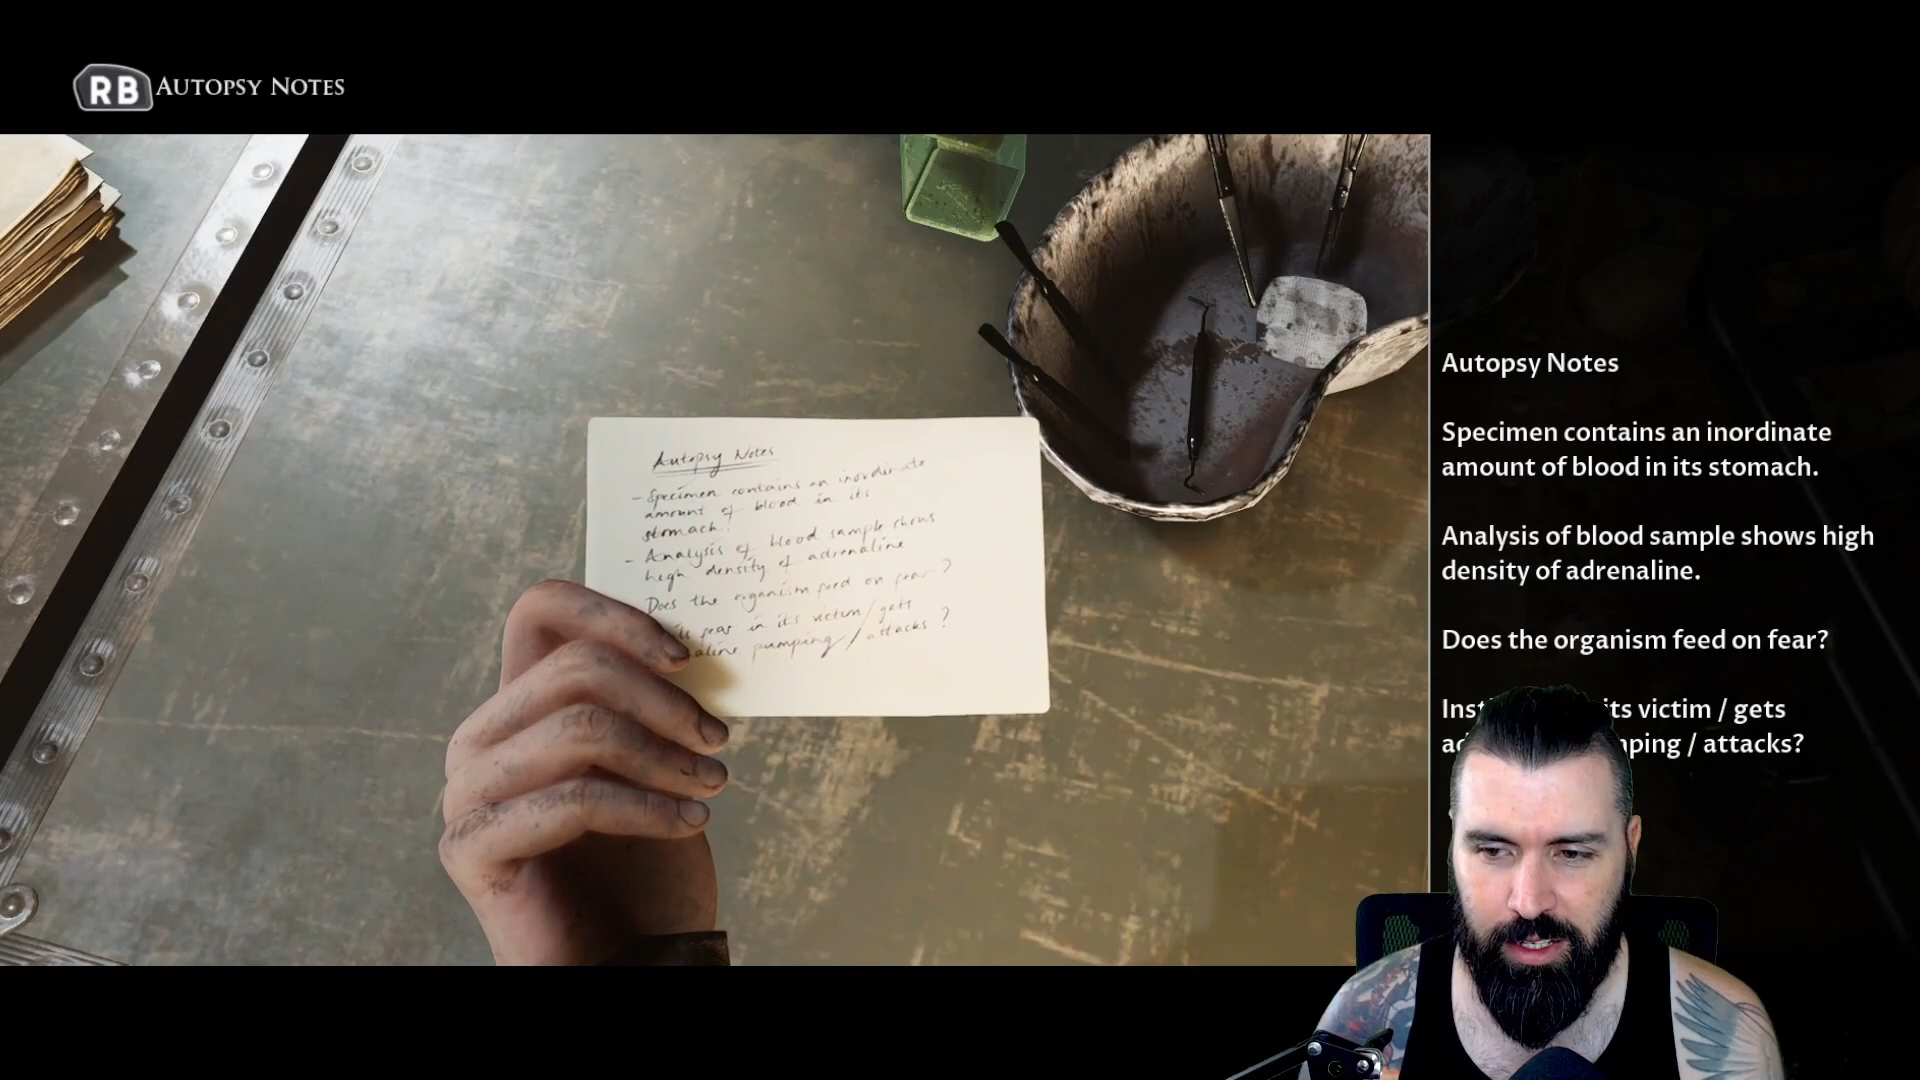 RB AUTOPSY NOTES
Autopsy Notes
- Specimen contains an inordinate
amount of blood in its
stomach.
- Analysis of blood sample shows
high density of adrenaline
Does the organism feed on fear?
fear in its victim / gets
pumping / attacks?
Autopsy Notes
Specimen contains an inordinate
amount of blood in its stomach.
Analysis of blood sample shows high
density of adrenaline.
Does the organism feed on fear?
its victim / gets
/ attacks?